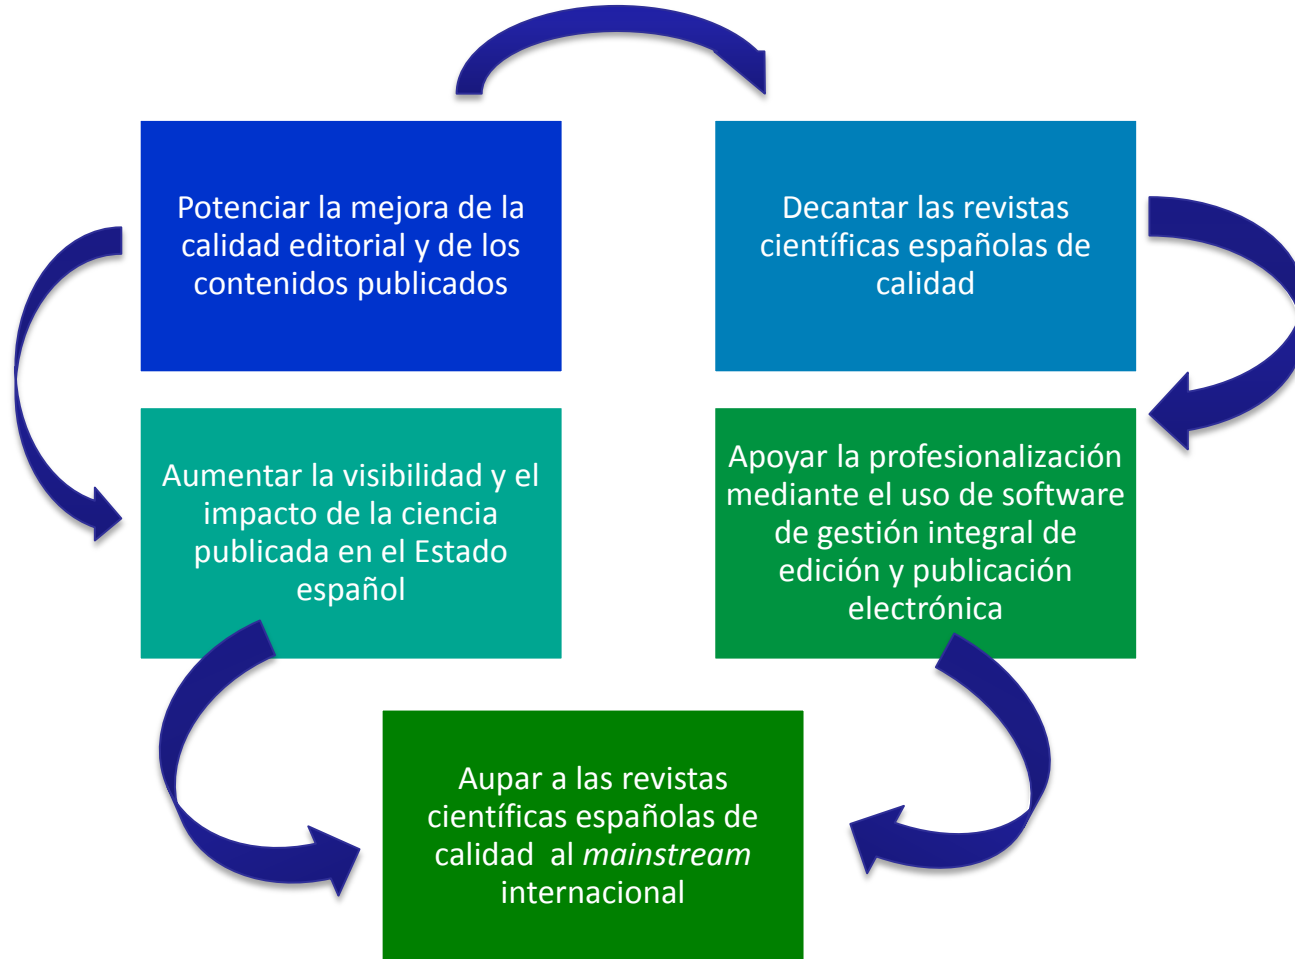 Potenciar la mejora de la
calidad editorial y de los
contenidos publicados
Decantar las revistas
científicas españolas de
calidad
Aumentar la visibilidad y el
impacto de la ciencia
publicada en el Estado
español
Apoyar la profesionalización
mediante el uso de software
de gestión integral de
edición y publicación
electrónica
Aupar a las revistas
científicas españolas de
calidad al mainstream
internacional